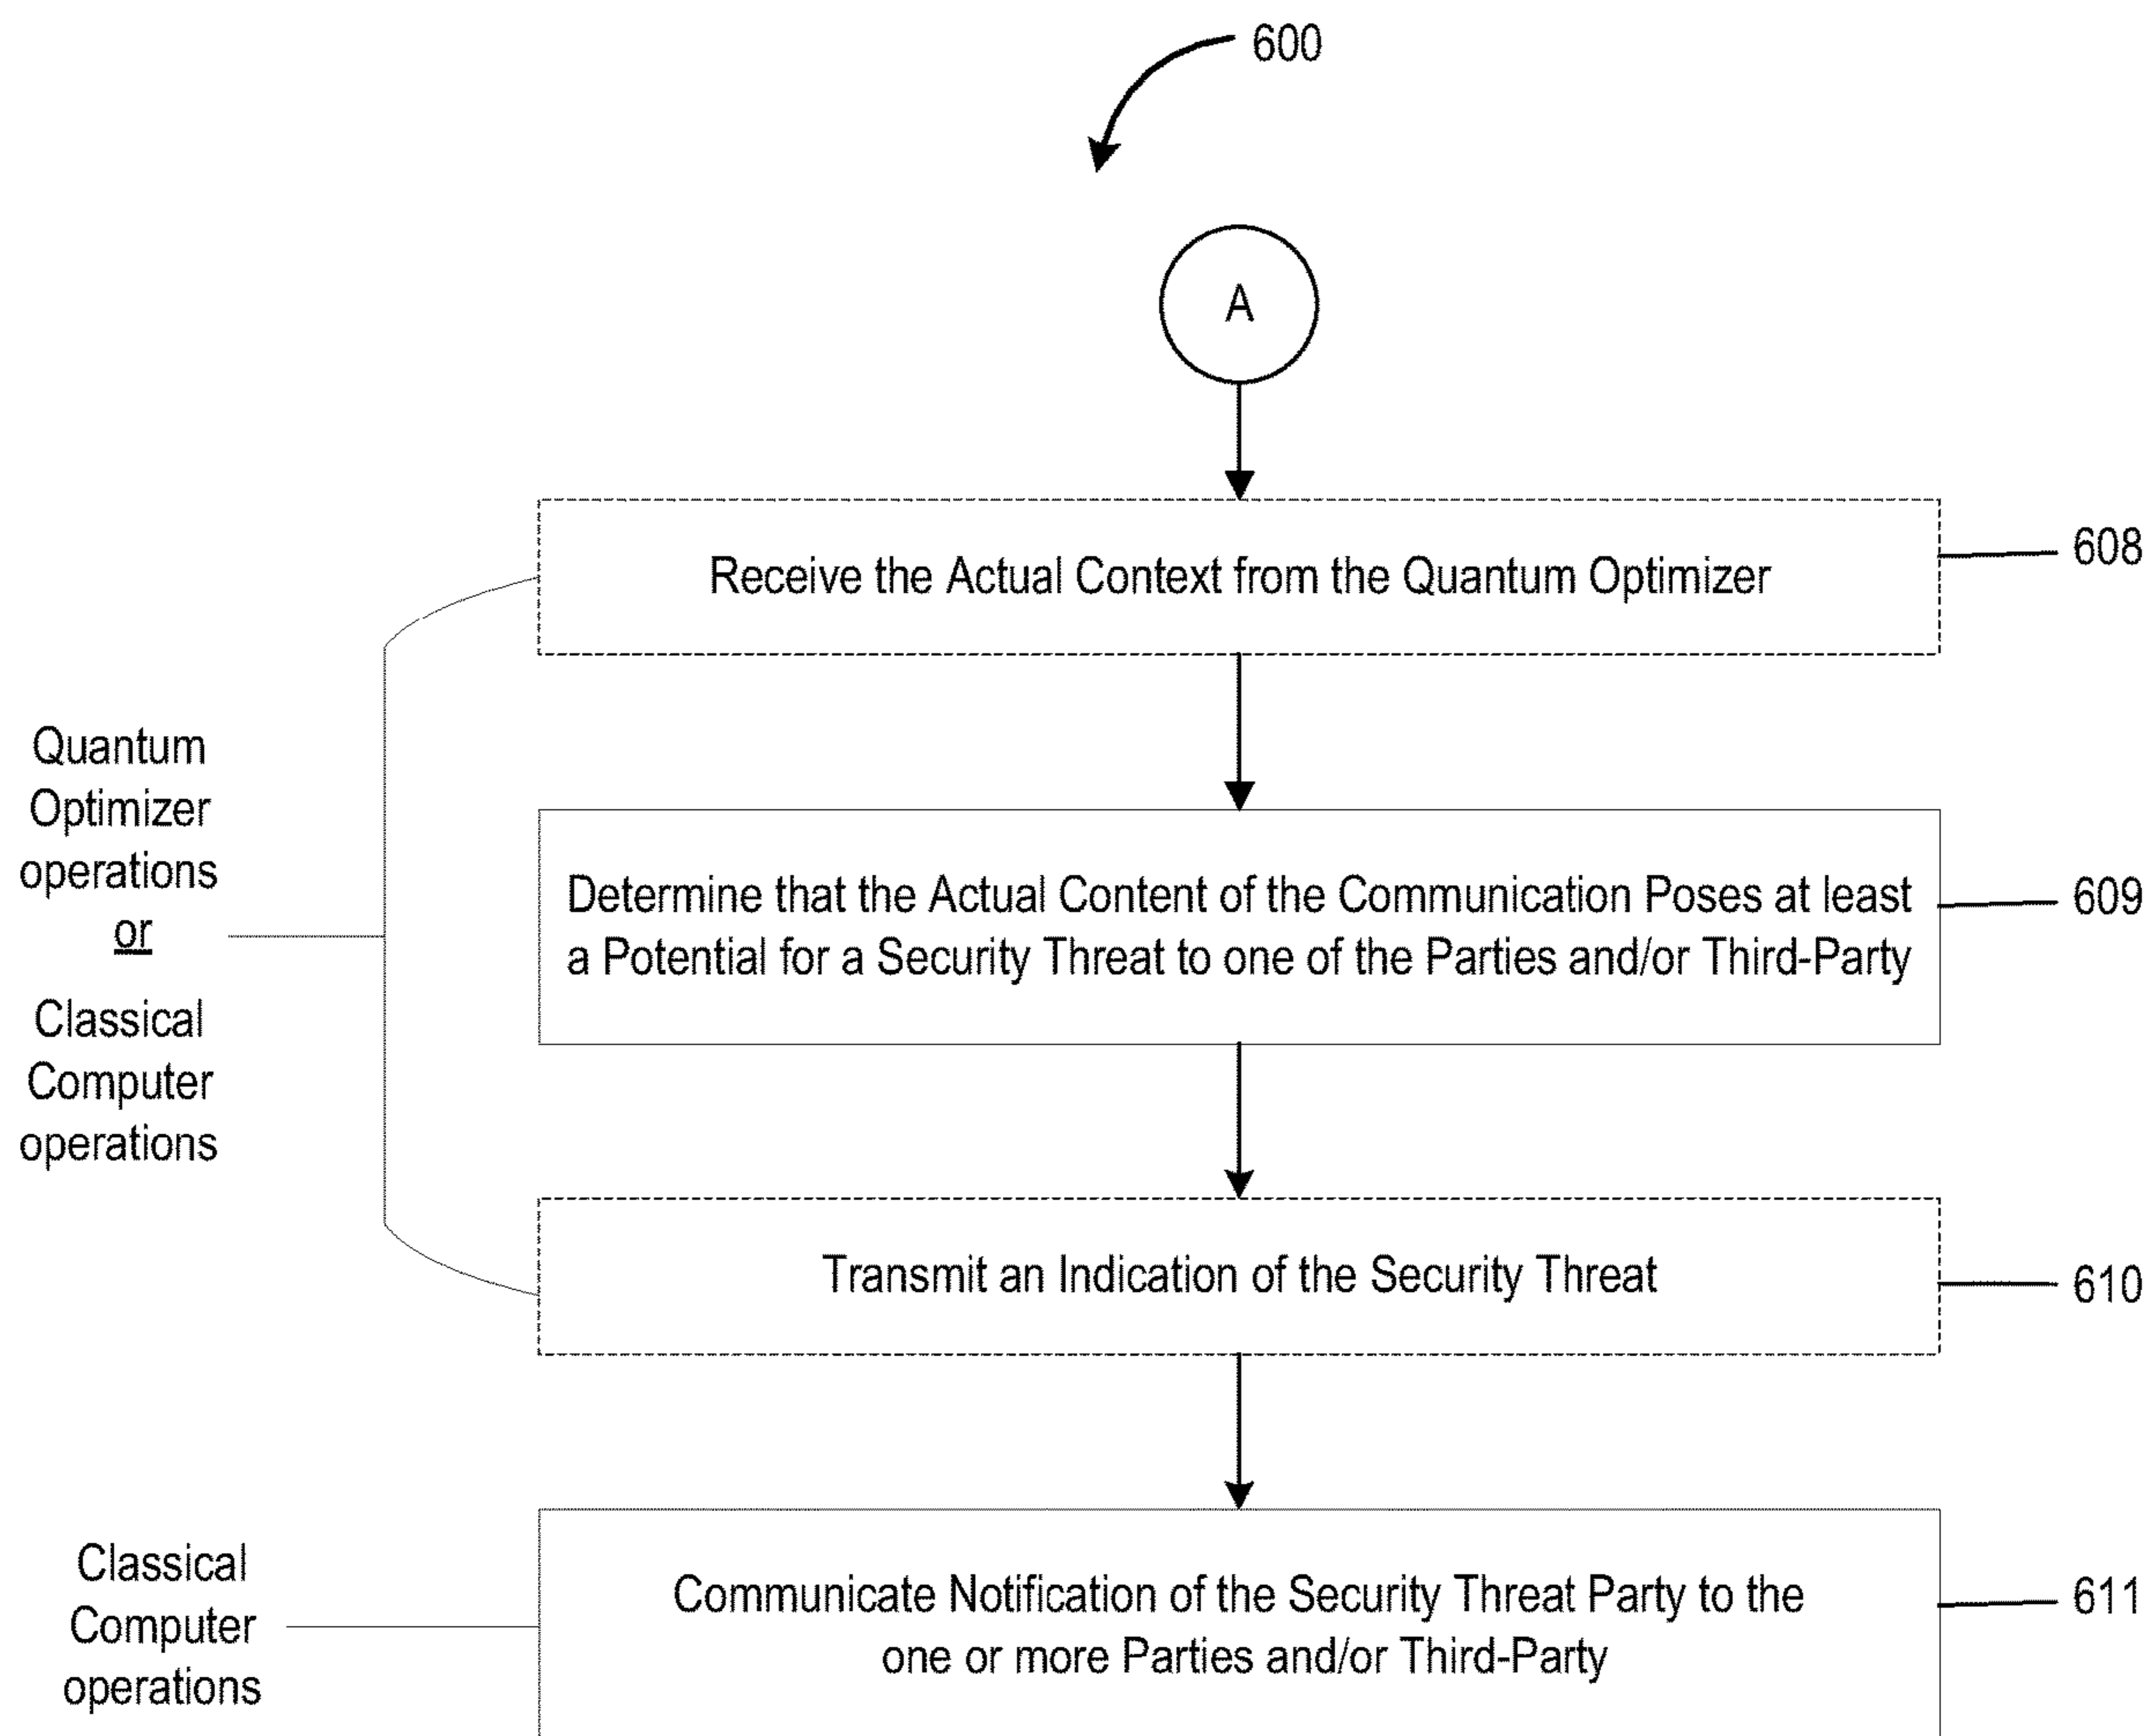 600
A
Receive the Actual Context from the Quantum Optimizer
608
Quantum
Optimizer
operations
or
Classical
Computer
operations
Determine that the Actual Content of the Communication Poses at least
a Potential for a Security Threat to one of the Parties and/or Third-Party
609
Transmit an Indication of the Security Threat
610
Classical
Computer
operations
Communicate Notification of the Security Threat Party to the
one or more Parties and/or Third-Party
611